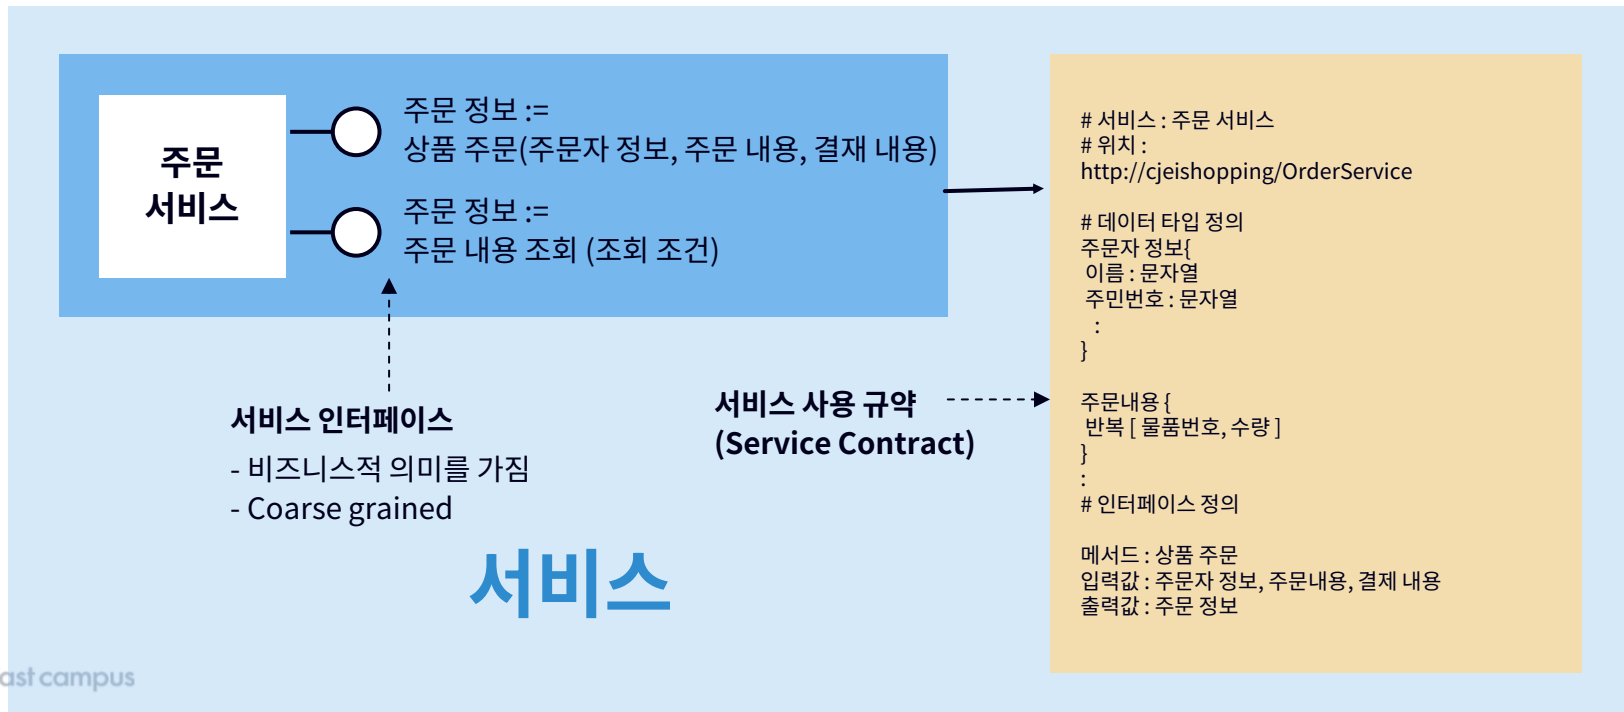 주문
서비스
주문 정보 :=
상품 주문(주문자 정보, 주문 내용, 결재 내용)
주문 정보 :=
주문 내용 조회 (조회 조건)
서비스 인터페이스
- 비즈니스적 의미를 가짐
- Coarse grained
서비스 사용 규약
(Service Contract)
서비스
# 서비스 : 주문 서비스
# 위치 :
http://cjeishopping/OrderService
# 데이터 타입 정의
주문자 정보{
이름 : 문자열
주민번호 : 문자열
:
}
주문내용 {
반복 [ 물품번호, 수량 ]
}
:
# 인터페이스 정의
메서드 : 상품 주문
입력값 : 주문자 정보, 주문내용, 결제 내용
출력값 : 주문 정보
ast campus